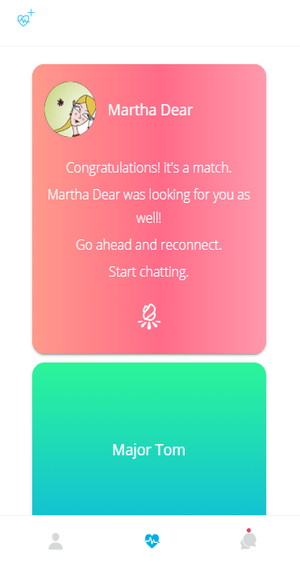 Martha Dear
Congratulations! it's a match.
Martha Dear was looking for you as
well!
Go ahead and reconnect.
Start chatting.
Major Tom